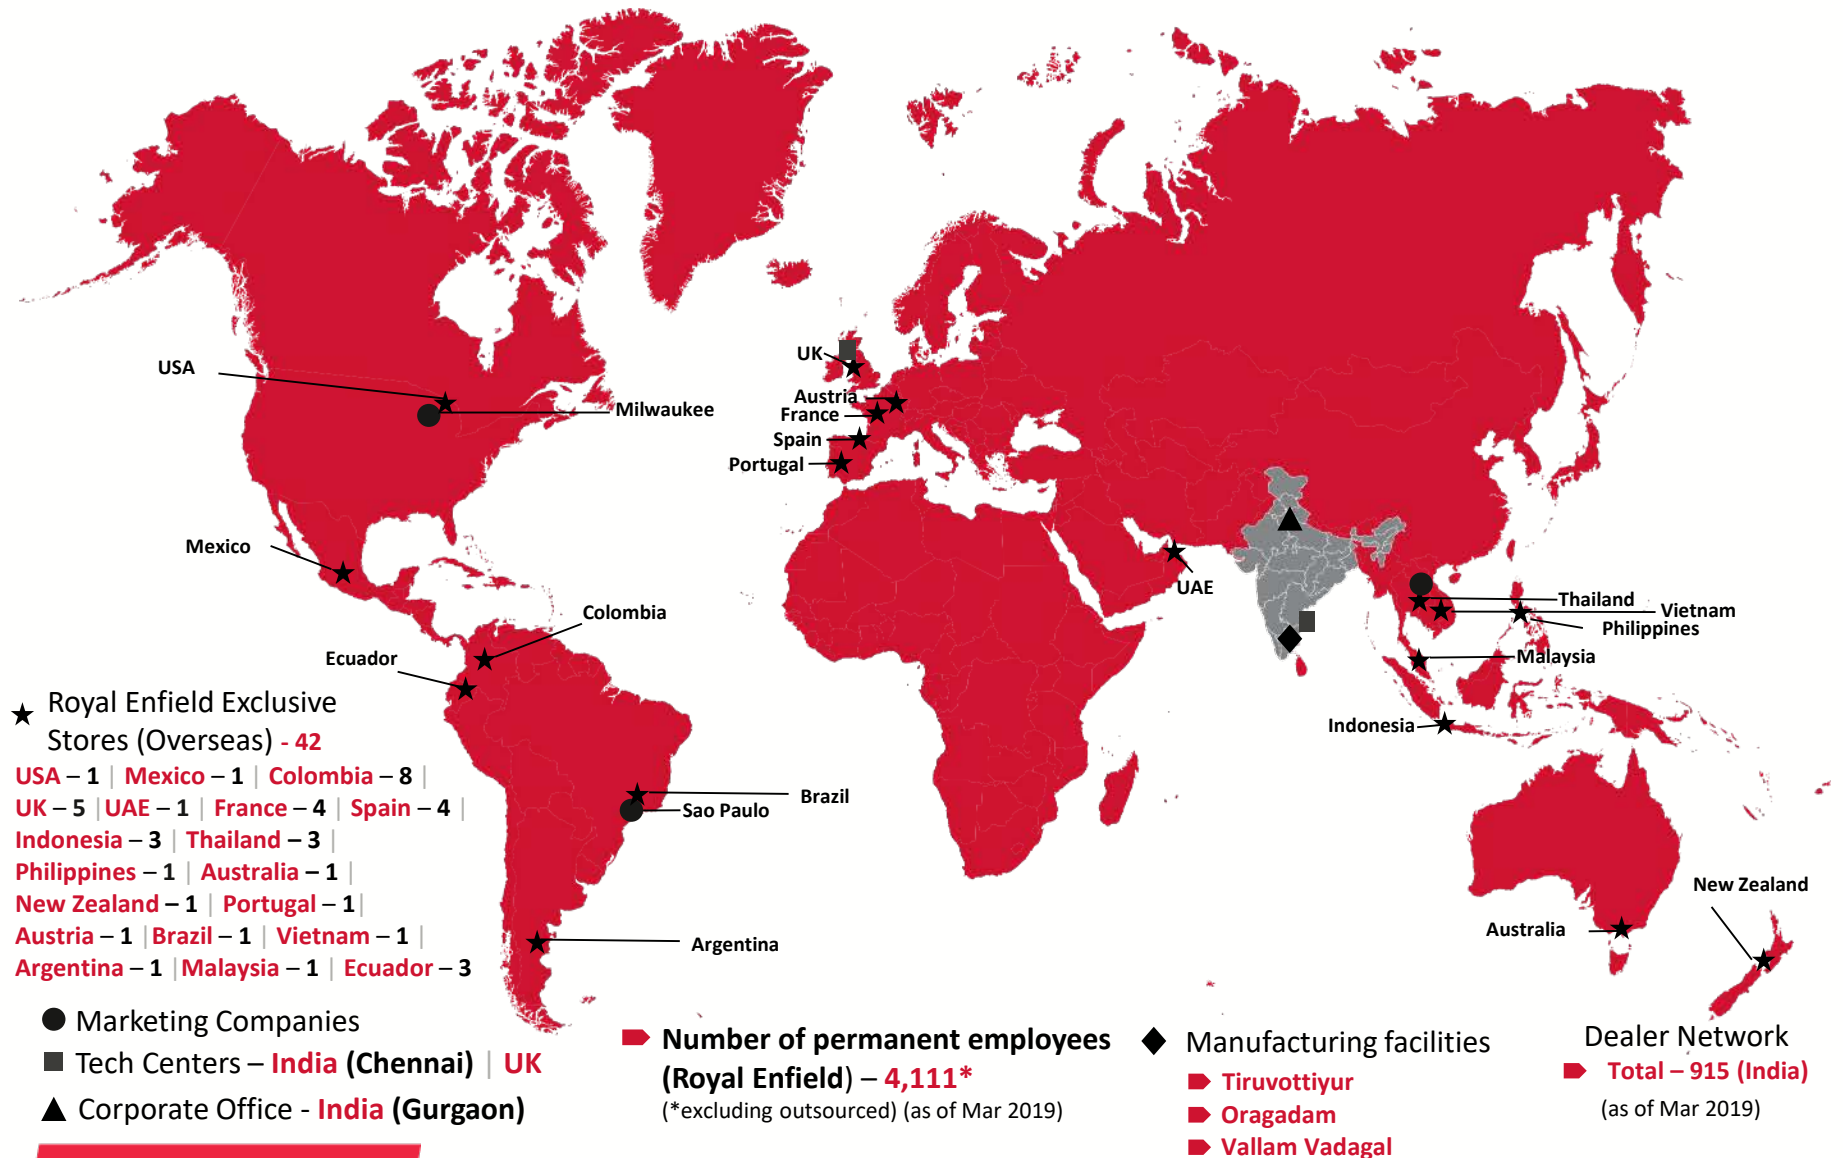 USA
Milwaukee
Mexico
Colombia
Ecuador
Brazil
Sao Paulo
Argentina
UK
Austria
France
Spain
Portugal
UAE
Thailand
Vietnam
Philippines
Malaysia
Indonesia
Australia
New Zealand
Royal Enfield Exclusive
Stores (Overseas) - 42
USA – 1 | Mexico – 1 | Colombia – 8 |
UK – 5 | UAE – 1 | France – 4 | Spain – 4 |
Indonesia – 3 | Thailand – 3 |
Philippines – 1 | Australia – 1 |
New Zealand – 1 | Portugal – 1 |
Austria – 1 | Brazil – 1 | Vietnam – 1 |
Argentina – 1 | Malaysia – 1 | Ecuador – 3
Marketing Companies
Tech Centers – India (Chennai) | UK
Corporate Office - India (Gurgaon)
Number of permanent employees
(Royal Enfield) – 4,111*
(*excluding outsourced) (as of Mar 2019)
Manufacturing facilities
Tiruvottiyur
Oragadam
Vallam Vadagal
Dealer Network
Total – 915 (India)
(as of Mar 2019)